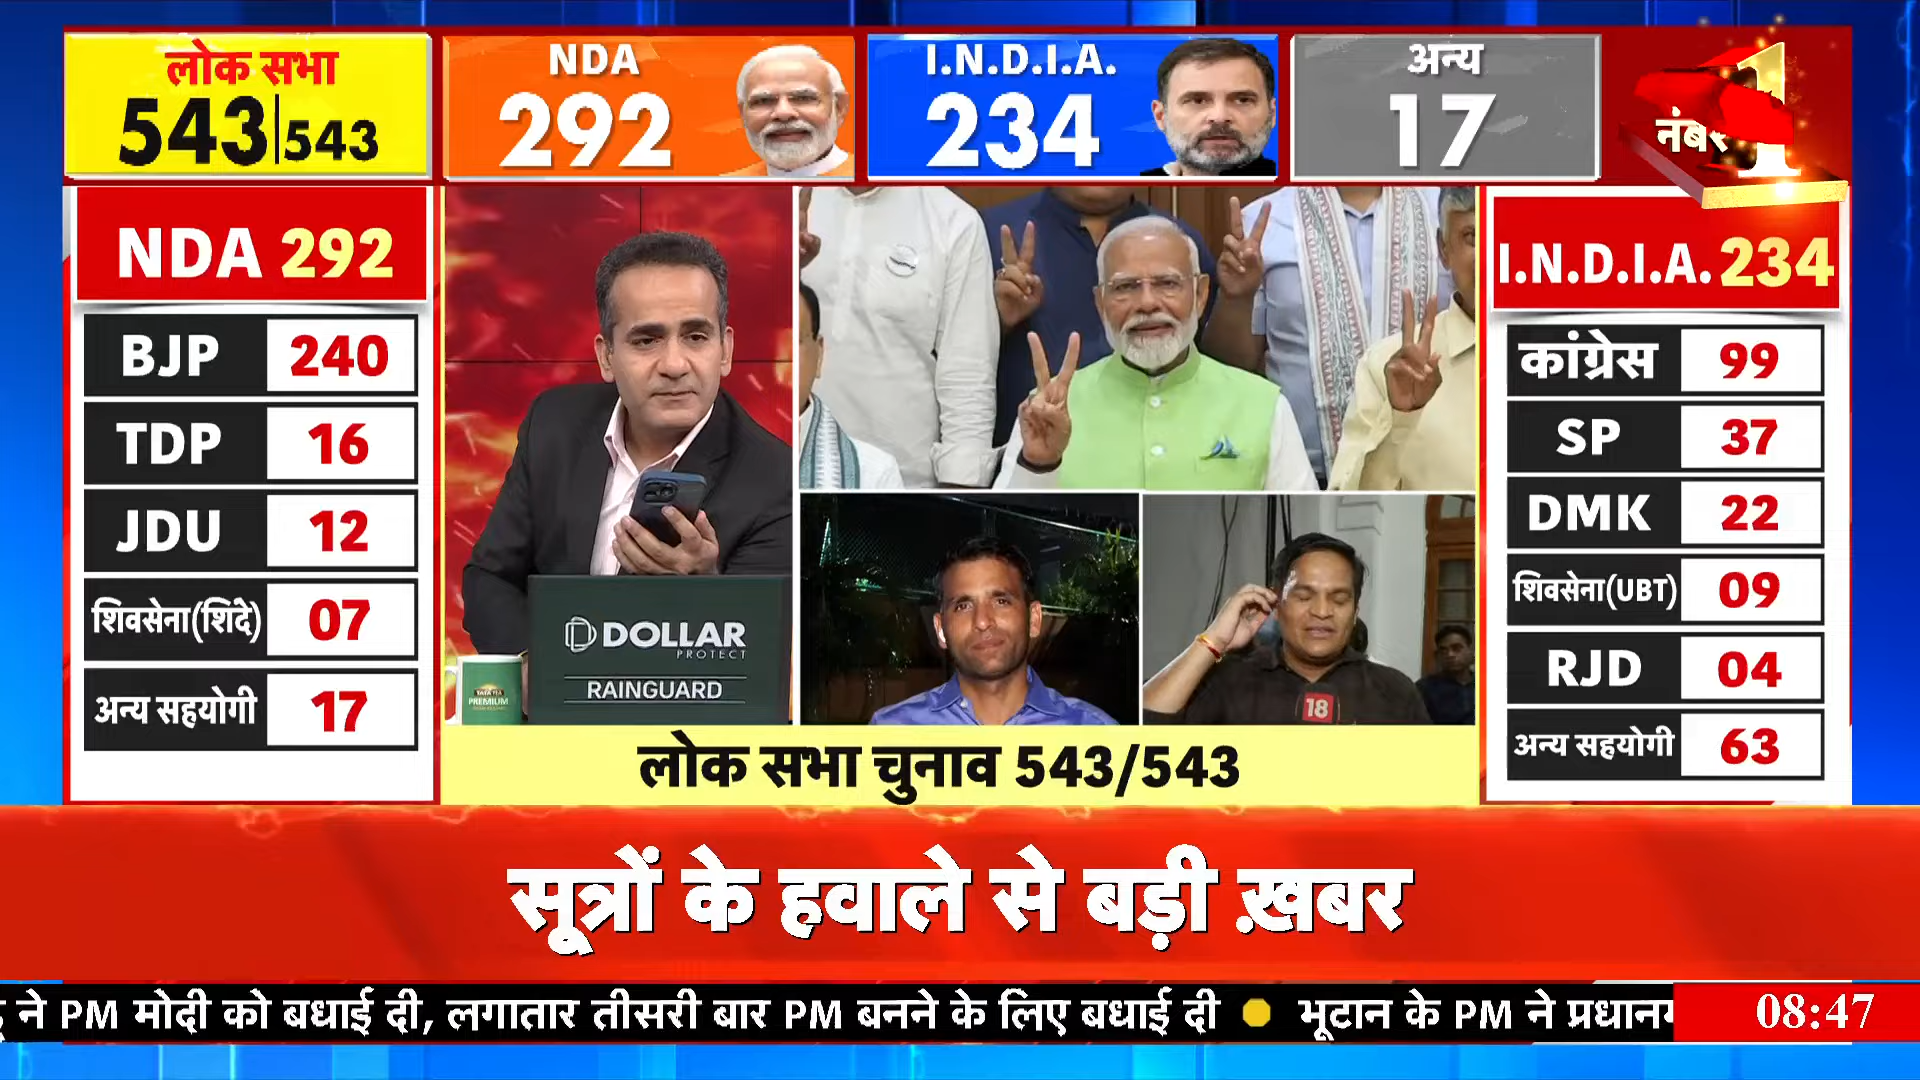 लोक सभा
543|543
NDA
292
I.N.D.I.A.
234
अन्य
17
नंबर 1
NDA 292
BJP 240
TDP 16
JDU 12
शिवसेना(शिंदे) 07
अन्य सहयोगी 17
I.N.D.I.A. 234
कांग्रेस 99
SP 37
DMK 22
शिवसेना(UBT) 09
RJD 04
अन्य सहयोगी 63
DOLLAR
PROTECT
RAINGUARD
TATA TEA
PREMIUM
18
लोक सभा चुनाव 543/543
सूत्रों के हवाले से बड़ी ख़बर
ने PM मोदी को बधाई दी, लगातार तीसरी बार PM बनने के लिए बधाई दी भूटान के PM ने
08:47